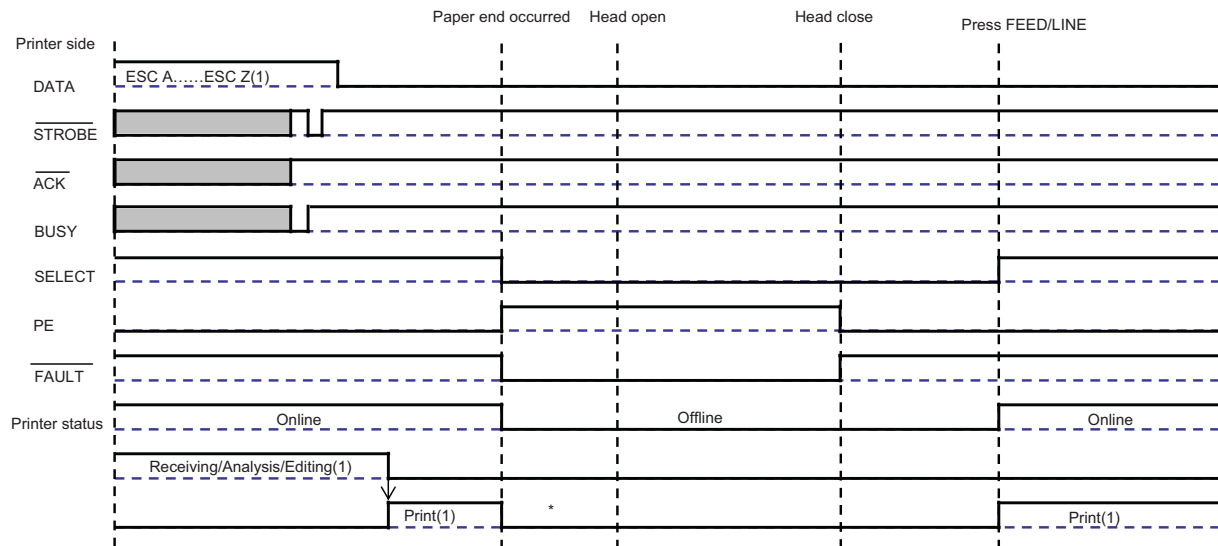 Paper end occurred
Head open
Head close
Press FEED/LINE
Printer side
DATA
ESC A……ESC Z(1)
STROBE
ACK
BUSY
SELECT
PE
FAULT
Printer status
Online
Offline
Online
Receiving/Analysis/Editing(1)
Print(1)
*
Print(1)